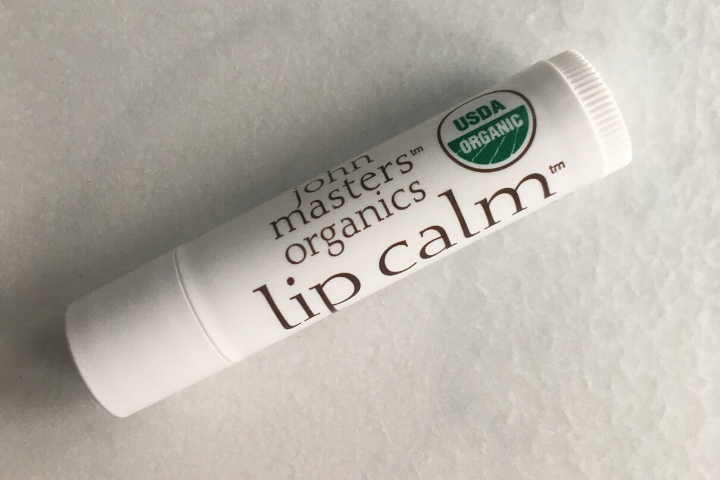 john
masters™
organics
lip calm™
USDA
ORGANIC